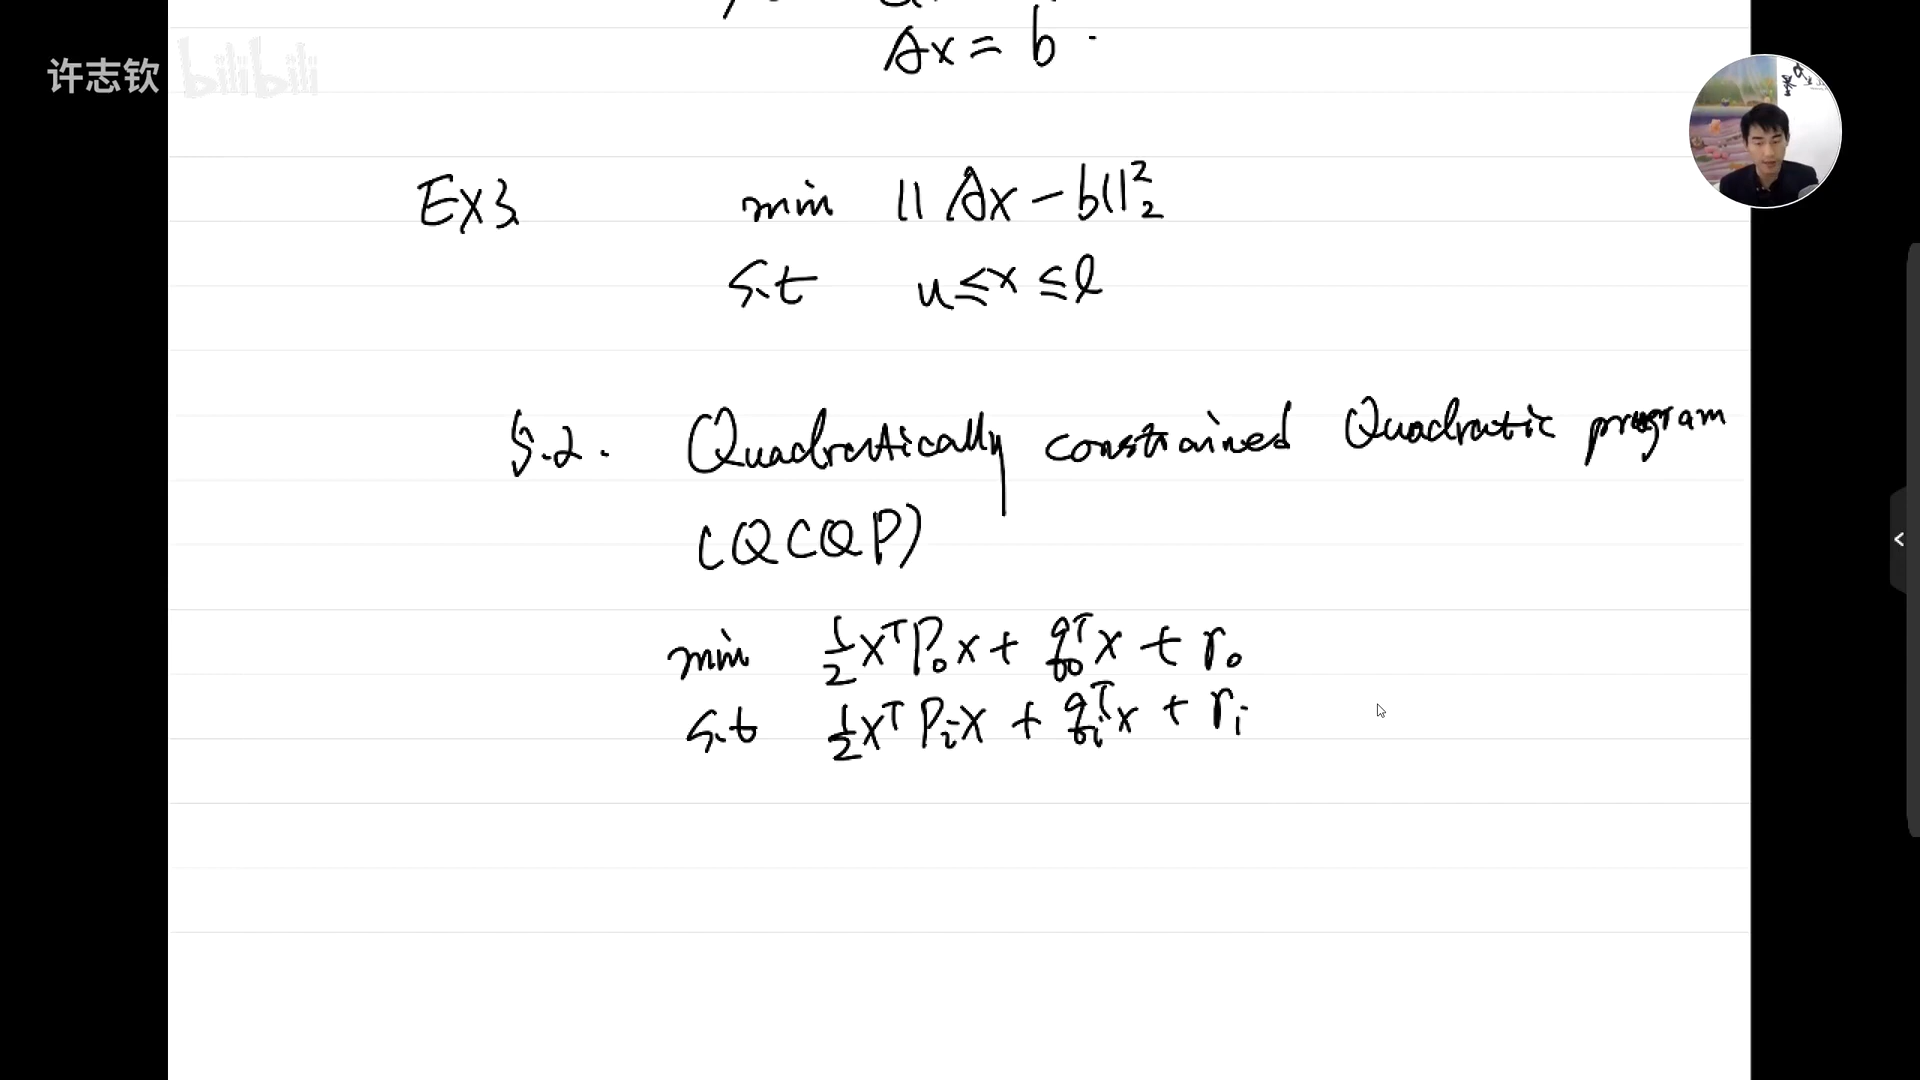 Ax = b .
许志钦 bilibili
EX3. min ||Ax - b||₂²
s.t u ≤ x ≤ l
5.2. Quadratically constrained Quadratic program
(QCQP)
min ½xᵀP₀x + q₀ᵀx + r₀
s.t ½xᵀPᵢx + qᵢᵀx + rᵢ